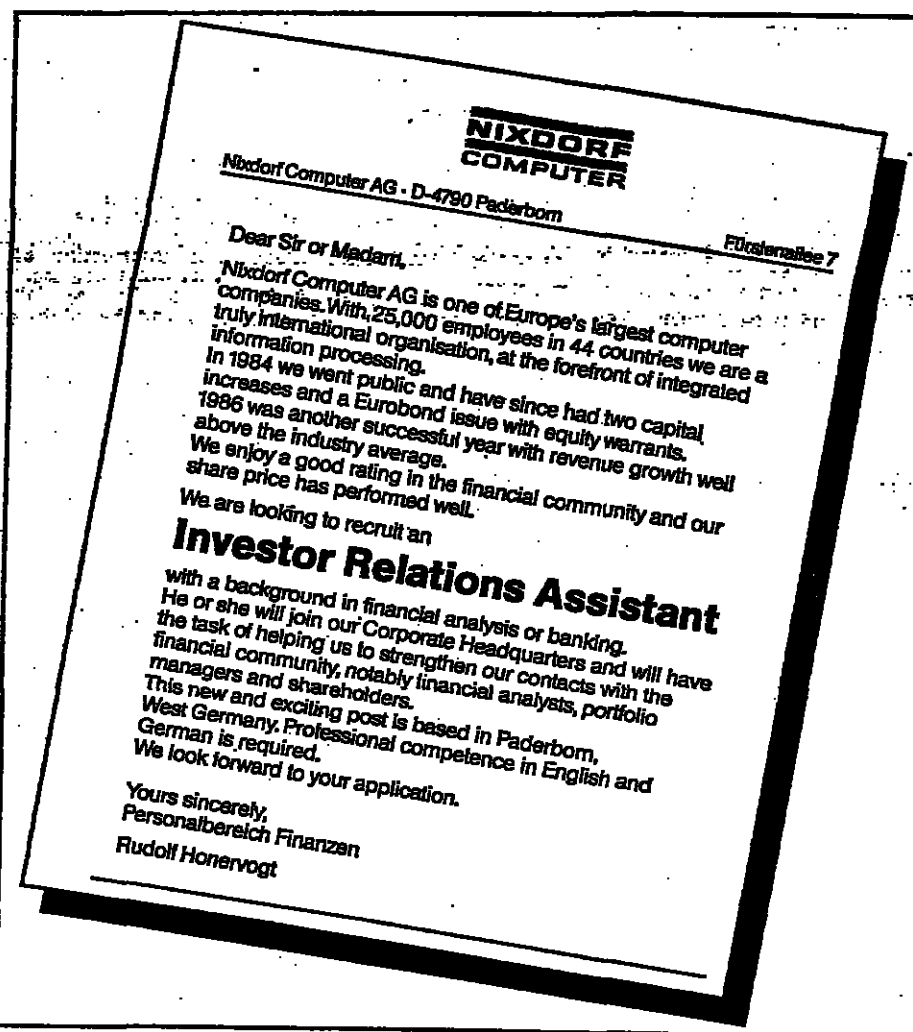 NIXDORF
COMPUTER
Nixdorf Computer AG · D-4790 Paderborn
Fürstenallee 7
Dear Sir or Madam,
Nixdorf Computer AG is one of Europe's largest computer
companies. With 25,000 employees in 44 countries we are a
truly international organisation, at the forefront of integrated
information processing.
In 1984 we went public and have since had two capital
increases and a Eurobond issue with equity warrants.
1986 was another successful year with revenue growth well
above the industry average.
We enjoy a good rating in the financial community and our
share price has performed well.
We are looking to recruit an
Investor Relations Assistant
with a background in financial analysis or banking.
He or she will join our Corporate Headquarters and will have
the task of helping us to strengthen our contacts with the
financial community, notably financial analysts, portfolio
managers and shareholders.
This new and exciting post is based in Paderborn,
West Germany. Professional competence in English and
German is required.
We look forward to your application.
Yours sincerely,
Personalbereich Finanzen
Rudolf Honervogt